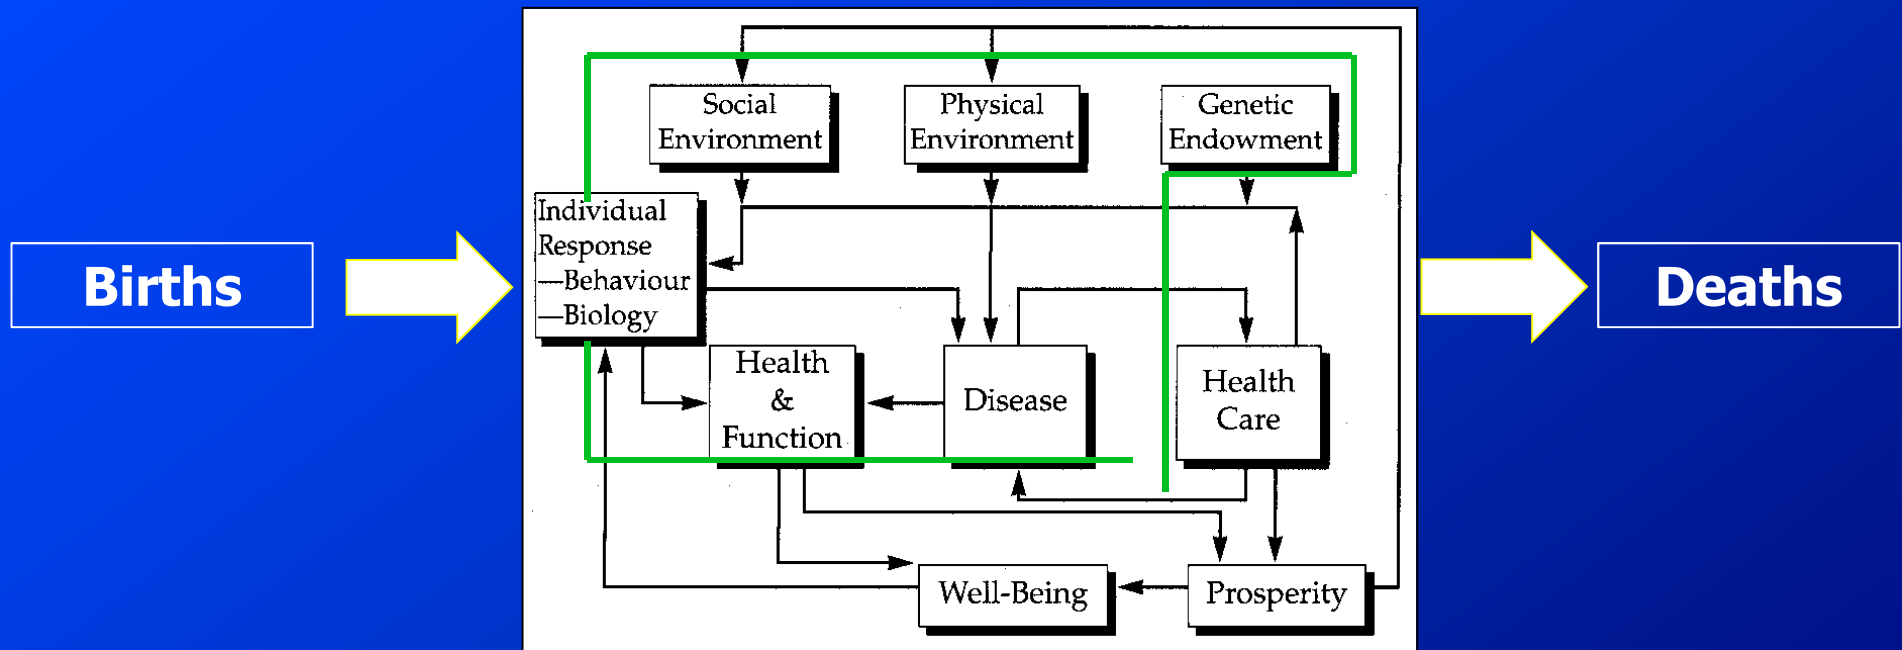 Births
Social
Environment
Physical
Environment
Genetic
Endowment
Individual
Response
—Behaviour
—Biology
Health
&
Function
Disease
Health
Care
Well-Being
Prosperity
Deaths